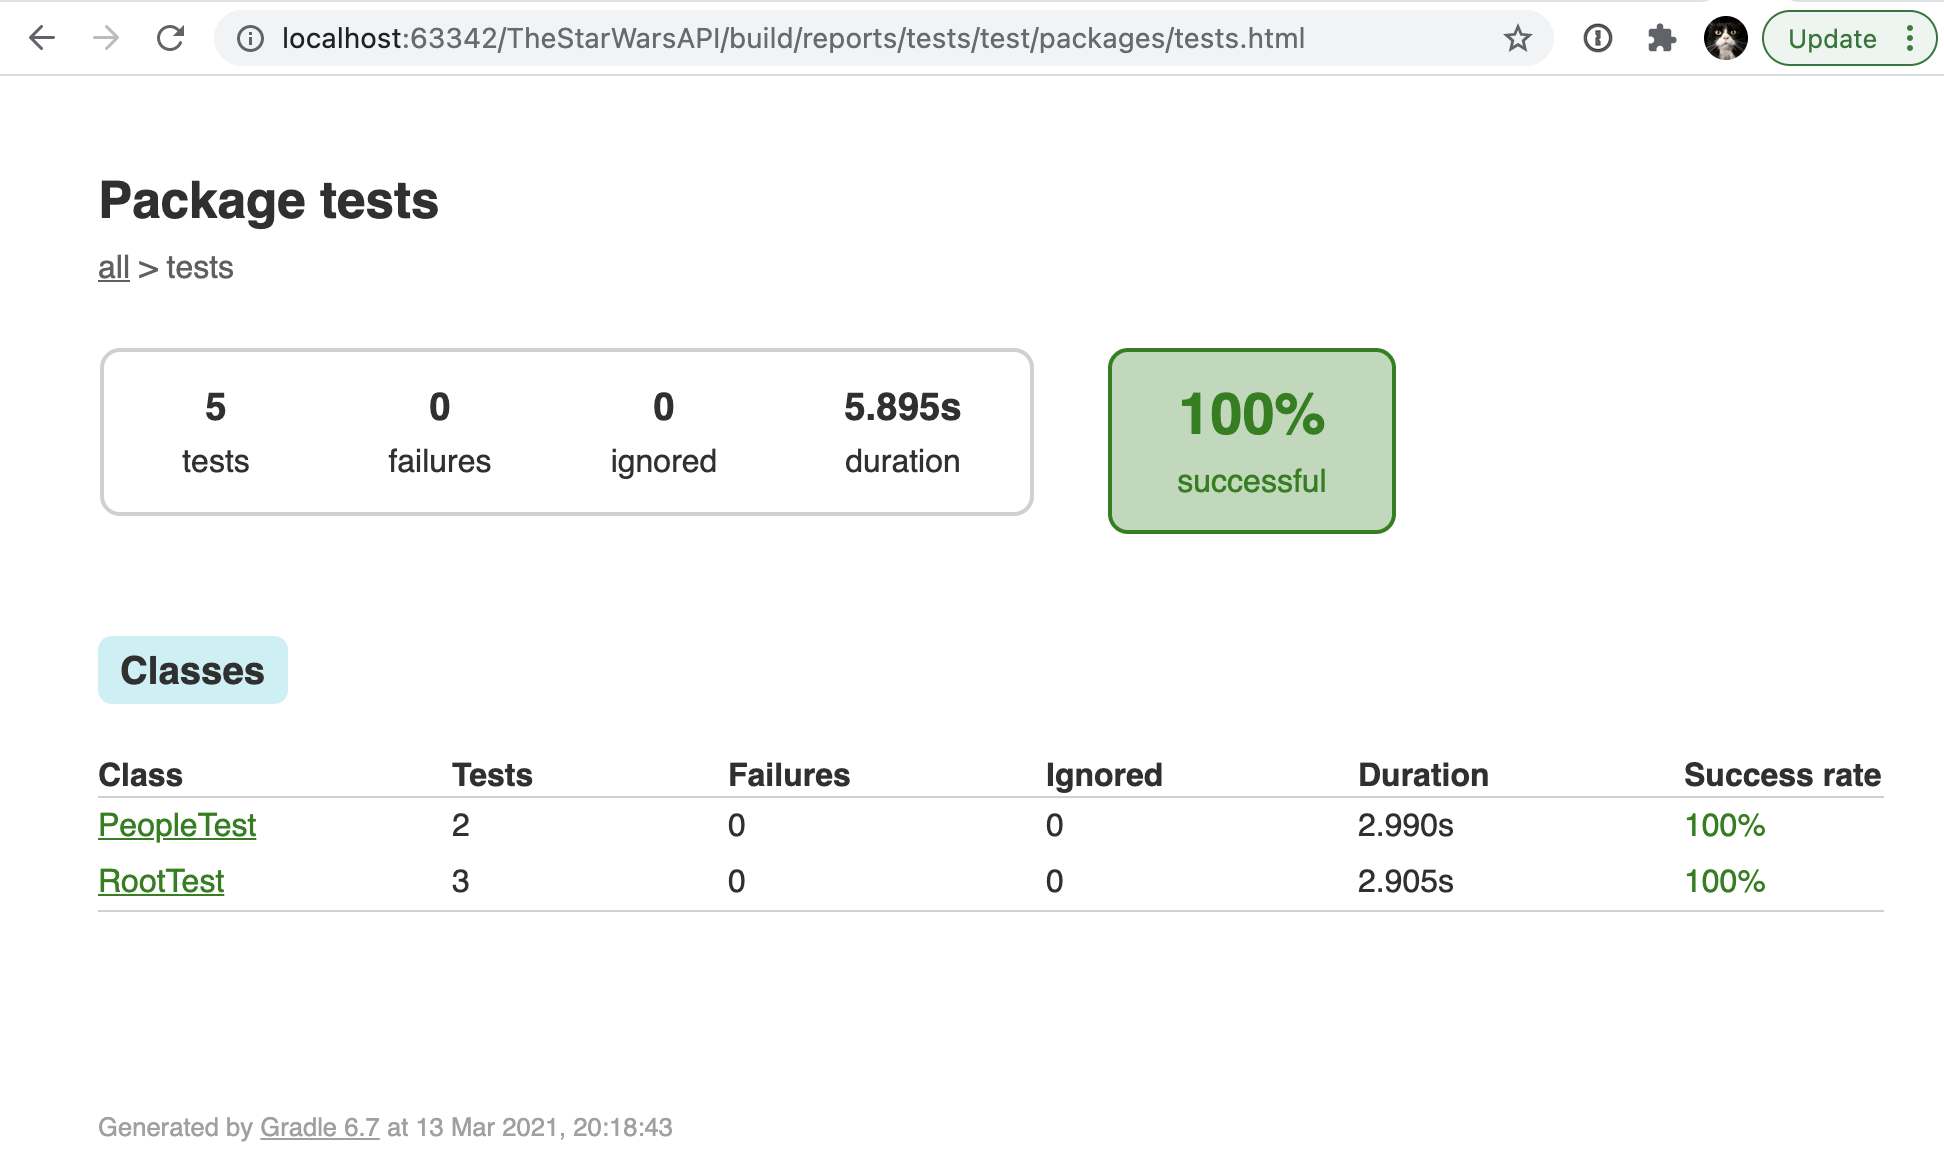 localhost:63342/TheStarWarsAPI/build/reports/tests/test/packages/tests.html
Update
Package tests
all > tests
5 0 0 5.895s
tests failures ignored duration
100%
successful
Classes
Class Tests Failures Ignored Duration Success rate
PeopleTest 2 0 0 2.990s 100%
RootTest 3 0 0 2.905s 100%
Generated by Gradle 6.7 at 13 Mar 2021, 20:18:43